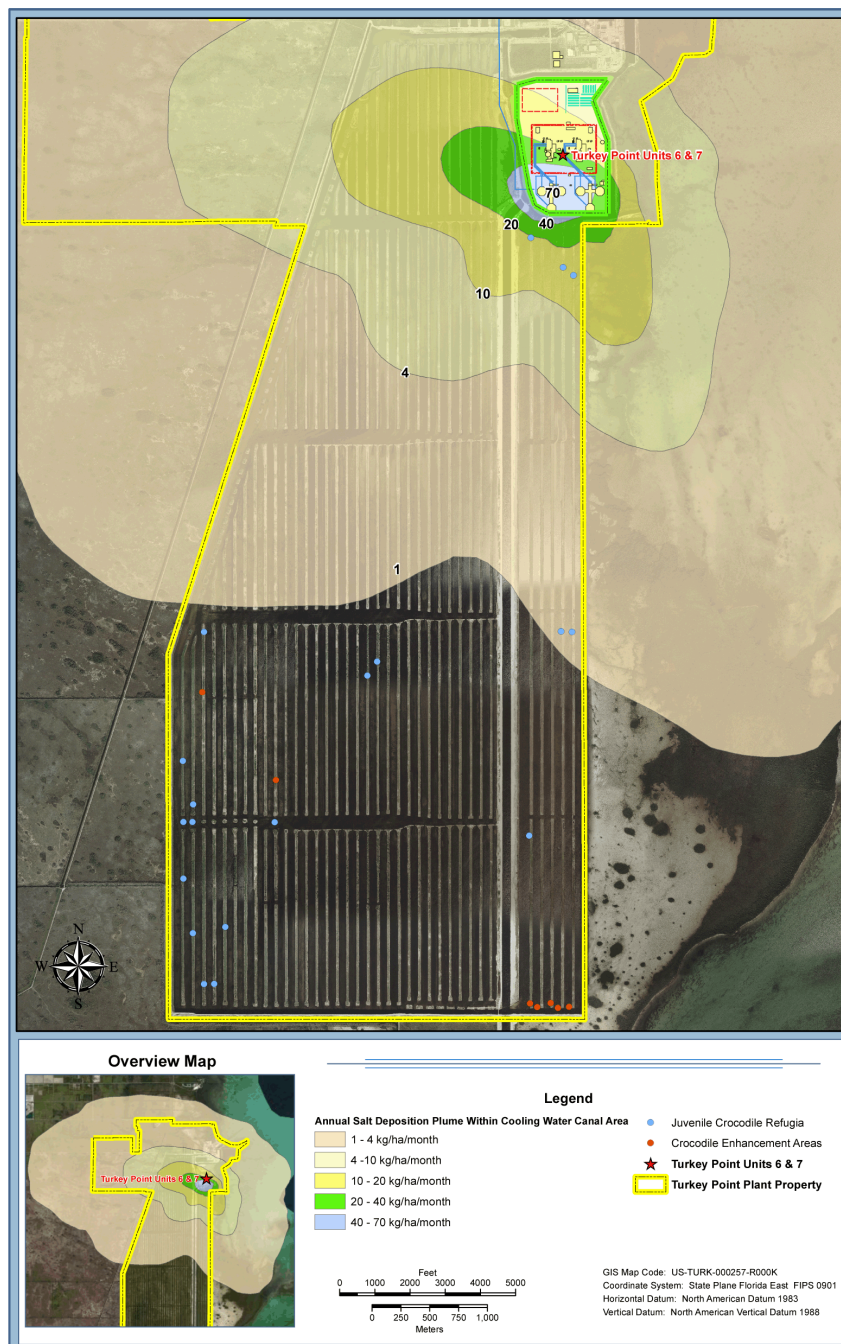 Turkey Point Units 6 & 7
70
20
40
10
4
1
N
W
E
S
Overview Map
Turkey Point Units 6 & 7
Legend
Annual Salt Deposition Plume Within Cooling Water Canal Area
1 - 4 kg/ha/month
4 -10 kg/ha/month
10 - 20 kg/ha/month
20 - 40 kg/ha/month
40 - 70 kg/ha/month
Juvenile Crocodile Refugia
Crocodile Enhancement Areas
Turkey Point Units 6 & 7
Turkey Point Plant Property
Feet
0 1000 2000 3000 4000 5000
0 250 500 750 1,000
Meters
GIS Map Code: US-TURK-000257-R000K
Coordinate System: State Plane Florida East FIPS 0901
Horizontal Datum: North American Datum 1983
Vertical Datum: North American Vertical Datum 1988